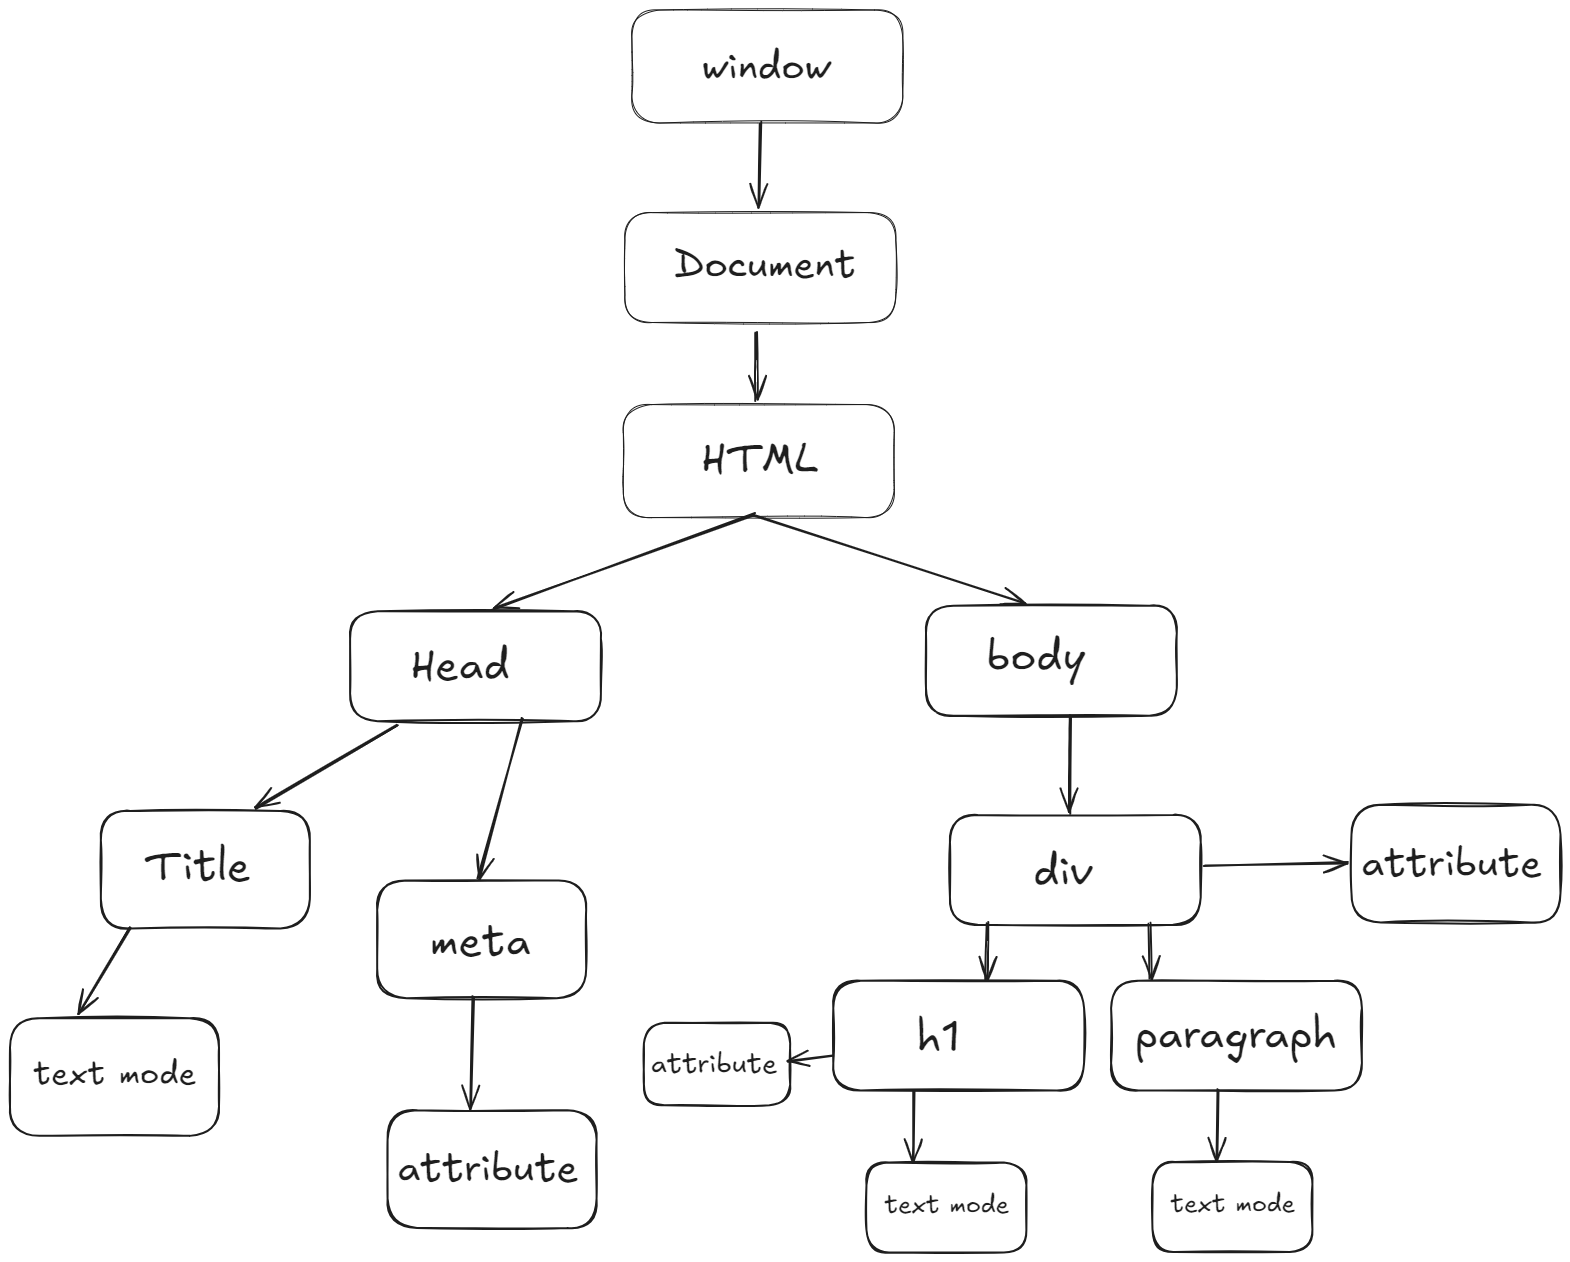 window
Document
HTML
Head
body
Title
meta
div
attribute
text mode
attribute
attribute
h1
paragraph
text mode
text mode